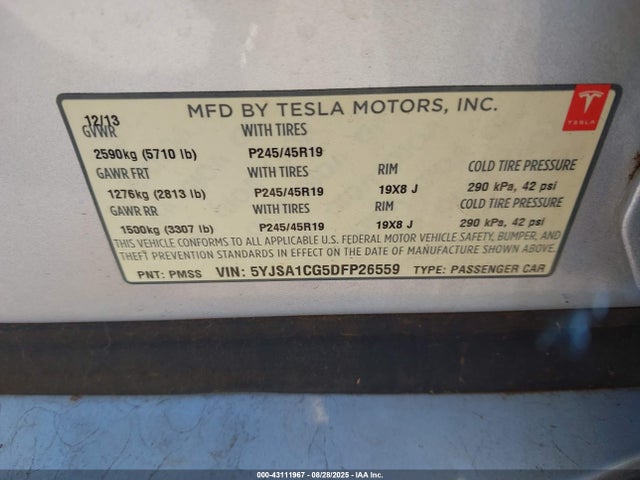 MFD BY TESLA MOTORS, INC.
TESLA
12/13
GVWR WITH TIRES
2590kg (5710 lb) P245/45R19
GAWR FRT WITH TIRES RIM COLD TIRE PRESSURE
1276kg (2813 lb) P245/45R19 19X8 J 290 kPa, 42 psi
GAWR RR WITH TIRES RIM COLD TIRE PRESSURE
1500kg (3307 lb) P245/45R19 19X8 J 290 kPa, 42 psi
THIS VEHICLE CONFORMS TO ALL APPLICABLE U.S. FEDERAL MOTOR VEHICLE SAFETY, BUMPER, AND
THEFT PREVENTION STANDARDS IN EFFECT ON THE DATE OF MANUFACTURE SHOWN ABOVE.
PNT: PMSS VIN: 5YJSA1CG5DFP26559 TYPE: PASSENGER CAR
000-43111967 - 08/28/2025 - IAA Inc.